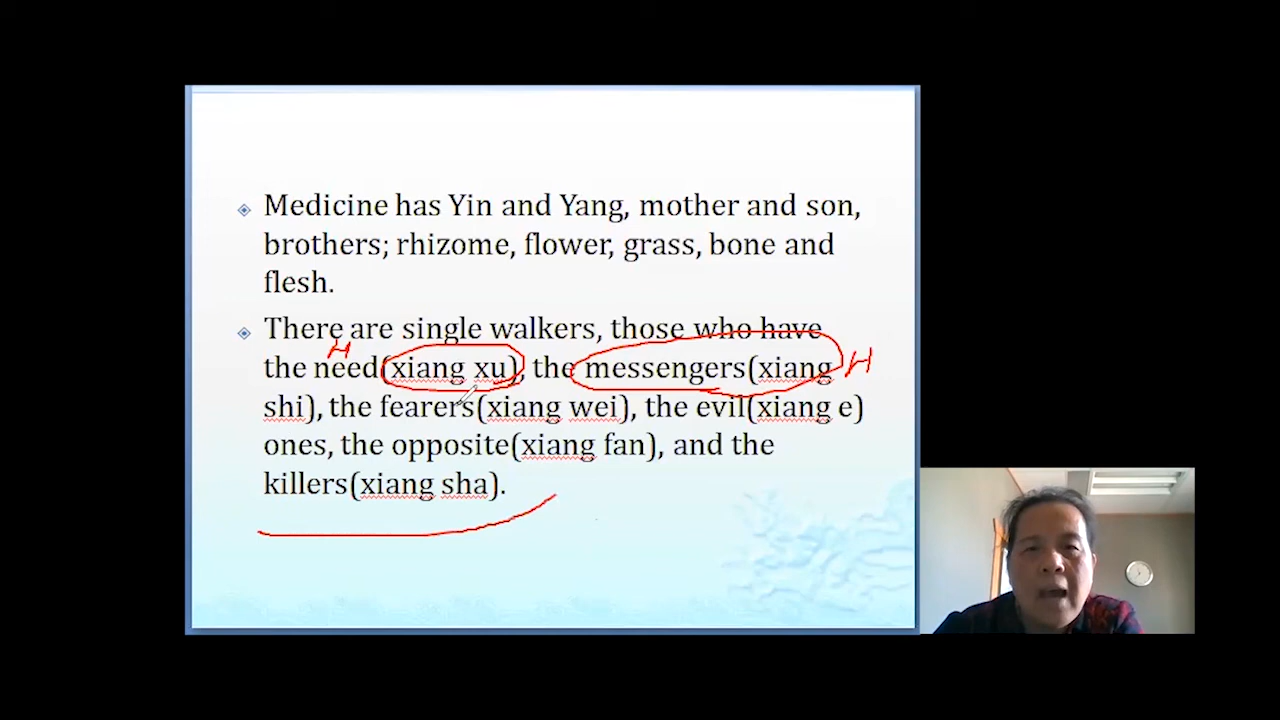 Medicine has Yin and Yang, mother and son,
brothers; rhizome, flower, grass, bone and
flesh.
There are single walkers, those who have
H
the need(xiang xu), the messengers(xiang H
shi), the fearers(xiang wei), the evil(xiang e)
ones, the opposite(xiang fan), and the
killers(xiang sha).